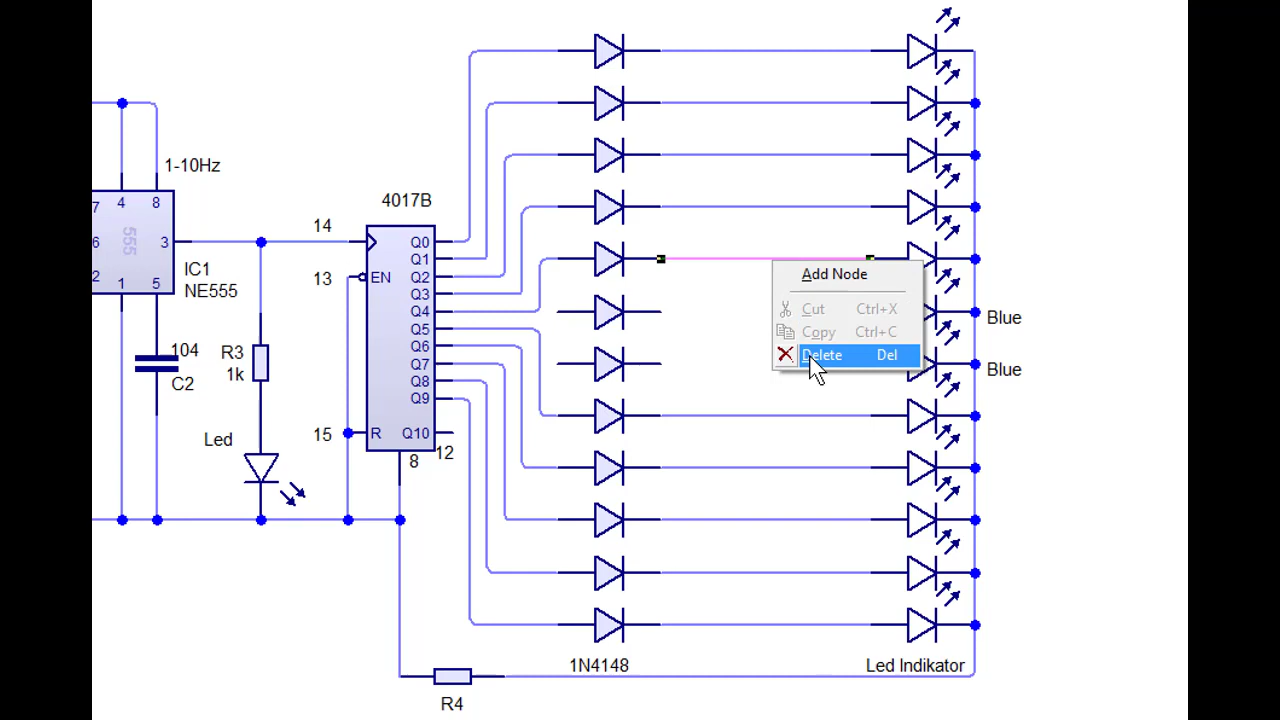 1-10Hz
7
4
8
6
555
3
2
1
5
IC1
NE555
104
C2
R3
1k
Led
14
13
15
4017B
EN
R
Q0
Q1
Q2
Q3
Q4
Q5
Q6
Q7
Q8
Q9
Q10
8
12
R4
1N4148
Add Node
Cut Ctrl+X
Copy Ctrl+C
Delete Del
Blue
Blue
Led Indikator